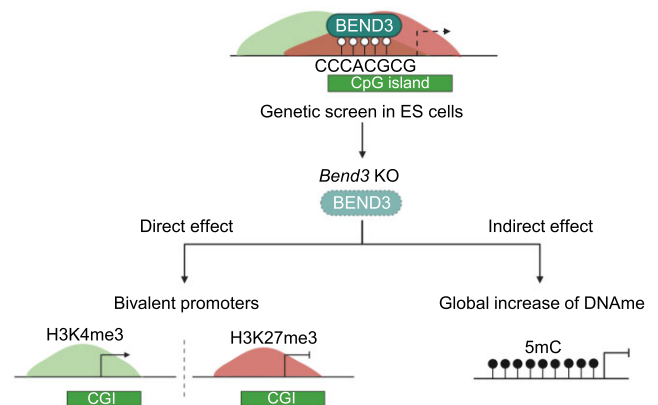 BEND3
CCCACGCG
CpG island
Genetic screen in ES cells
Bend3 KO
BEND3
Direct effect
Indirect effect
Bivalent promoters
Global increase of DNAme
H3K4me3
H3K27me3
5mC
CGI
CGI